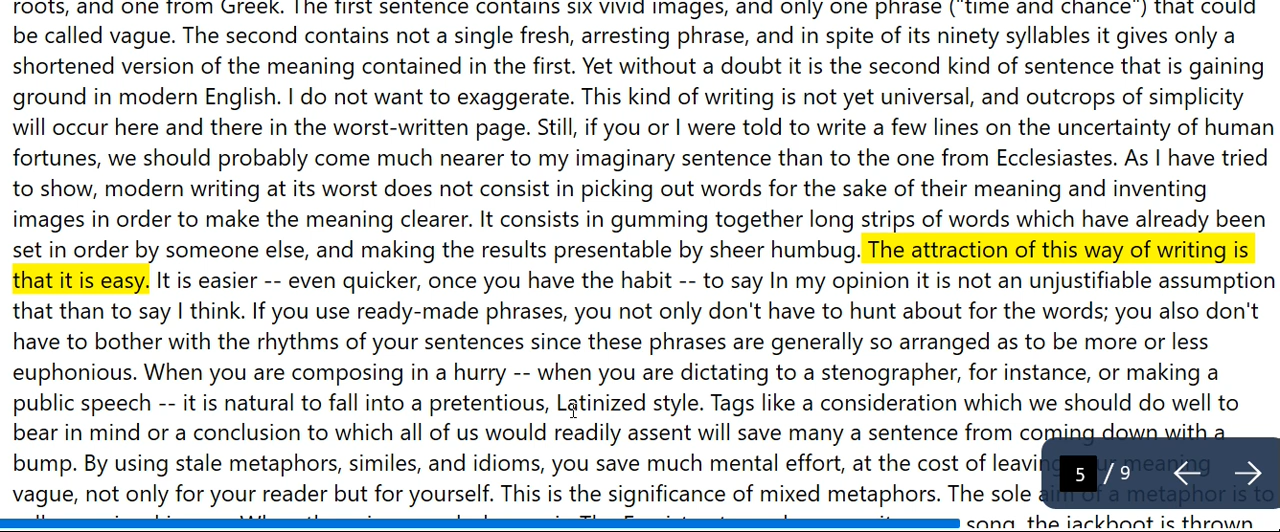 roots, and one from Greek. The first sentence contains six vivid images, and only one phrase ("time and chance") that could
be called vague. The second contains not a single fresh, arresting phrase, and in spite of its ninety syllables it gives only a
shortened version of the meaning contained in the first. Yet without a doubt it is the second kind of sentence that is gaining
ground in modern English. I do not want to exaggerate. This kind of writing is not yet universal, and outcrops of simplicity
will occur here and there in the worst-written page. Still, if you or I were told to write a few lines on the uncertainty of human
fortunes, we should probably come much nearer to my imaginary sentence than to the one from Ecclesiastes. As I have tried
to show, modern writing at its worst does not consist in picking out words for the sake of their meaning and inventing
images in order to make the meaning clearer. It consists in gumming together long strips of words which have already been
set in order by someone else, and making the results presentable by sheer humbug. The attraction of this way of writing is
that it is easy. It is easier -- even quicker, once you have the habit -- to say In my opinion it is not an unjustifiable assumption
that than to say I think. If you use ready-made phrases, you not only don't have to hunt about for the words; you also don't
have to bother with the rhythms of your sentences since these phrases are generally so arranged as to be more or less
euphonious. When you are composing in a hurry -- when you are dictating to a stenographer, for instance, or making a
public speech -- it is natural to fall into a pretentious, Latinized style. Tags like a consideration which we should do well to
bear in mind or a conclusion to which all of us would readily assent will save many a sentence from coming down with a
bump. By using stale metaphors, similes, and idioms, you save much mental effort, at the cost of leaving your meaning
vague, not only for your reader but for yourself. This is the significance of mixed metaphors. The sole aim of a metaphor is to
song, the jackboot is thrown
5 / 9